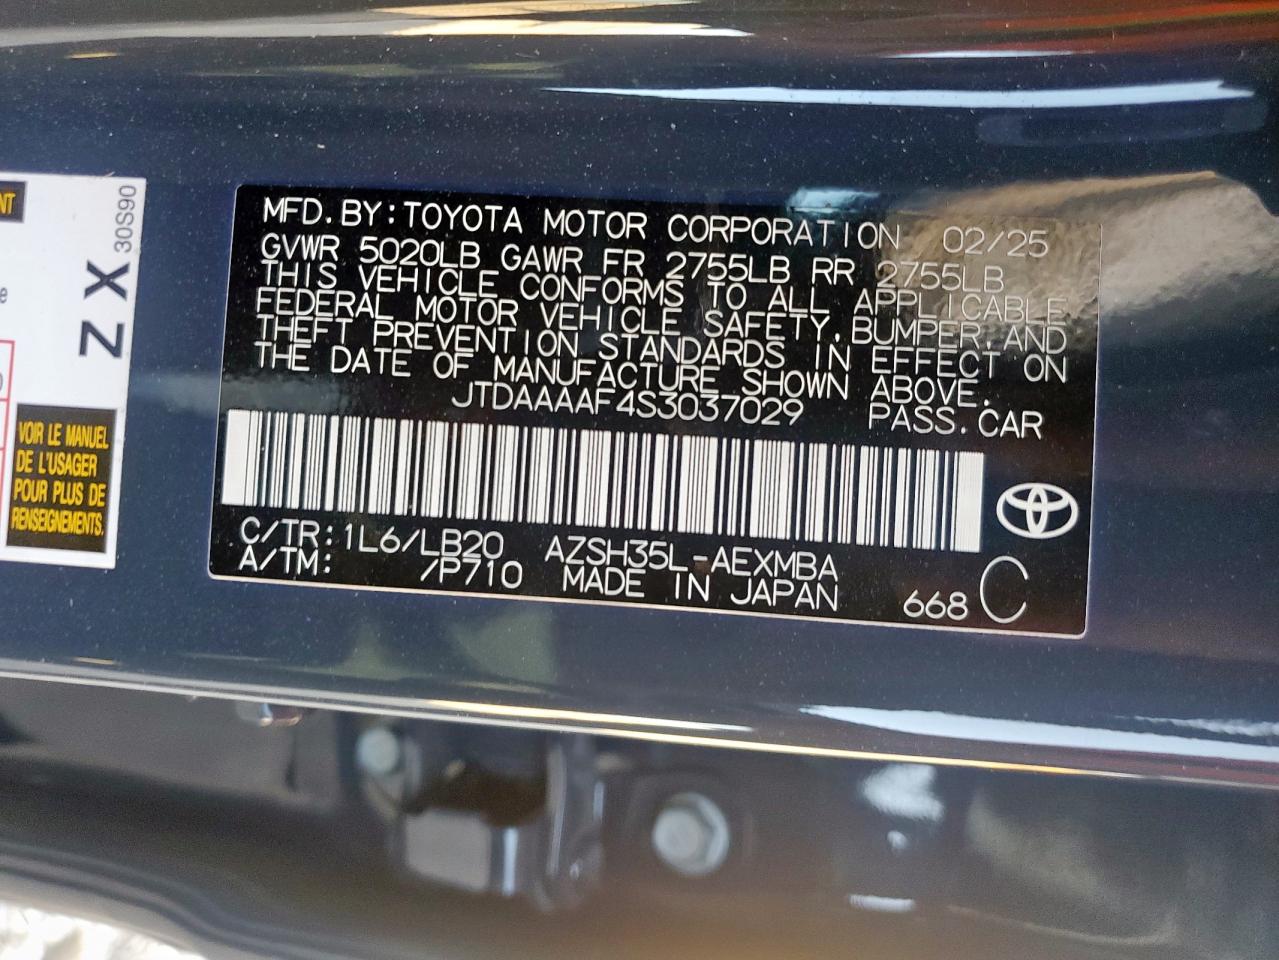 MFD.BY:TOYOTA MOTOR CORPORATION 02/25
GVWR 5020LB GAWR FR 2755LB RR 2755LB
THIS VEHICLE CONFORMS TO ALL APPLICABLE
FEDERAL MOTOR VEHICLE SAFETY,BUMPER,AND
THEFT PREVENTION STANDARDS IN EFFECT ON
THE DATE OF MANUFACTURE SHOWN ABOVE.
JTDAAAAF4S3037029 PASS.CAR
C/TR:1L6/LB20 AZSH35L-AEXMBA
A/TM: /P710 MADE IN JAPAN 668 C
NT
ZX
30S90
VOIR LE MANUEL
DE L'USAGER
POUR PLUS DE
RENSEIGNEMENTS.